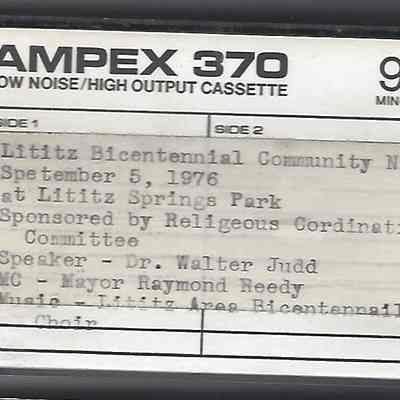 AMPEX 370
OW NOISE/HIGH OUTPUT CASSETTE
9
MIN
SIDE 1
SIDE 2
Lititz Bicentennial Community N
Spetember 5, 1976
at Lititz Springs Park
Sponsored by Religeous Cordinati
Committee
Speaker - Dr. Walter Judd
MC - Mayor Raymond Reedy
Music - Lititz Area Bicentennail
Choir